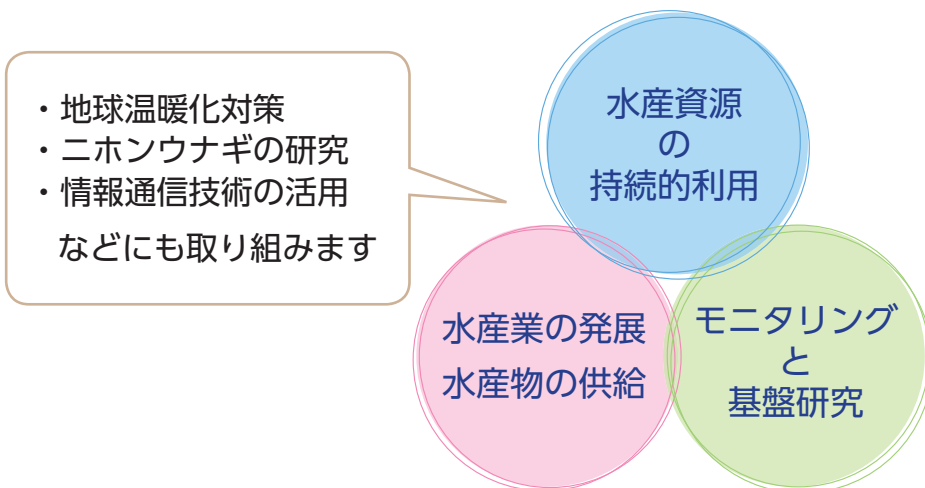 ・地球温暖化対策
・ニホンウナギの研究
・情報通信技術の活用
などにも取り組みます
水産資源
の
持続的利用
水産業の発展
水産物の供給
モニタリング
と
基盤研究